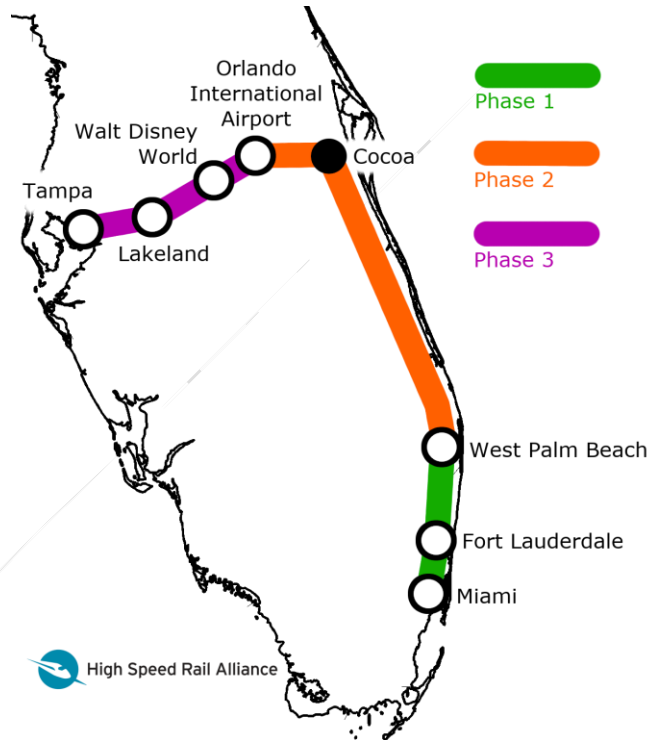 Orlando
International
Airport
Phase 1
Walt Disney
World
Cocoa
Phase 2
Tampa
Lakeland
Phase 3
West Palm Beach
Fort Lauderdale
Miami
High Speed Rail Alliance